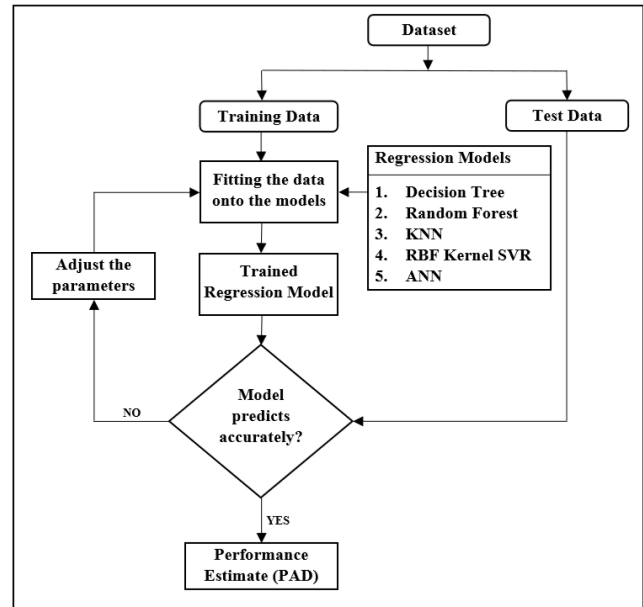 Dataset
Training Data
Test Data
Fitting the data
onto the models
Regression Models
1. Decision Tree
2. Random Forest
3. KNN
4. RBF Kernel SVR
5. ANN
Adjust the
parameters
Trained
Regression Model
Model
predicts
accurately?
NO
YES
Performance
Estimate (PAD)